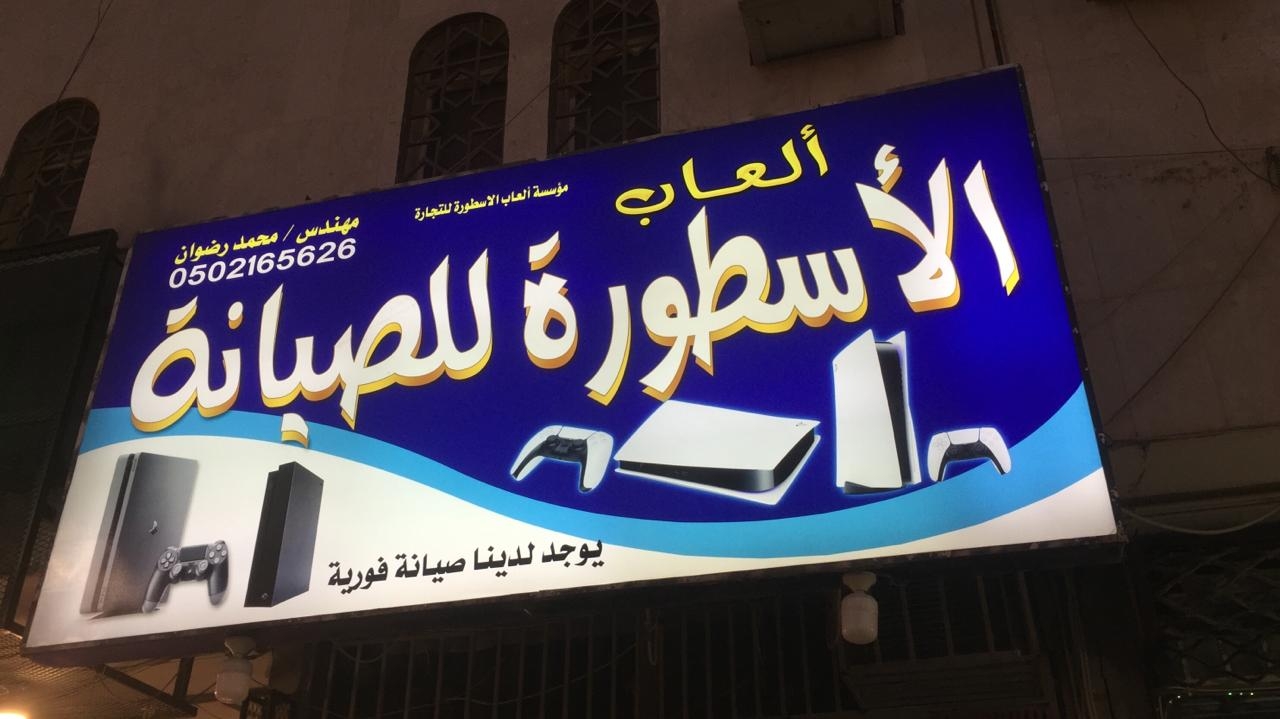 ألعاب
مؤسسة ألعاب الاسطورة للتجارة
مهندس / محمد رضوان
0502165626
الأسطورة للصيانة
يوجد لدينا صيانة فورية